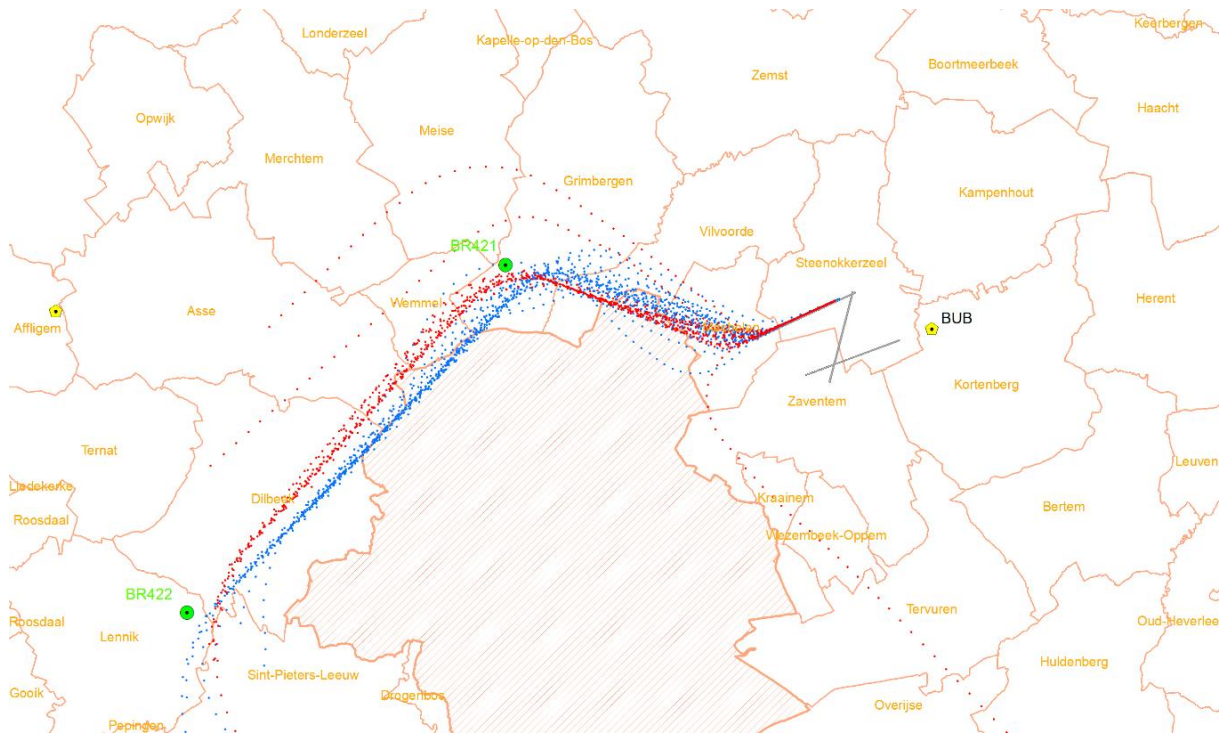 Londerzeel
Kapelle-op-den-Bos
Keerbergen
Zemst
Boortmeerbeek
Haacht
Opwijk
Meise
Merchtem
Grimbergen
Kampenhout
Vilvoorde
BR421
Steenokkerzeel
Herent
Wemmel
Asse
BUB
Affligem
Machelen
Kortenberg
Zaventem
Ternat
Leuven
Liedekerke
Dilbeek
Kraainem
Bertem
Roosdaal
Wezembeek-Oppem
BR422
Tervuren
Roosdaal
Oud-Heverlee
Lennik
Huldenberg
Sint-Pieters-Leeuw
Gooik
Drogenbos
Overijse
Pepingen